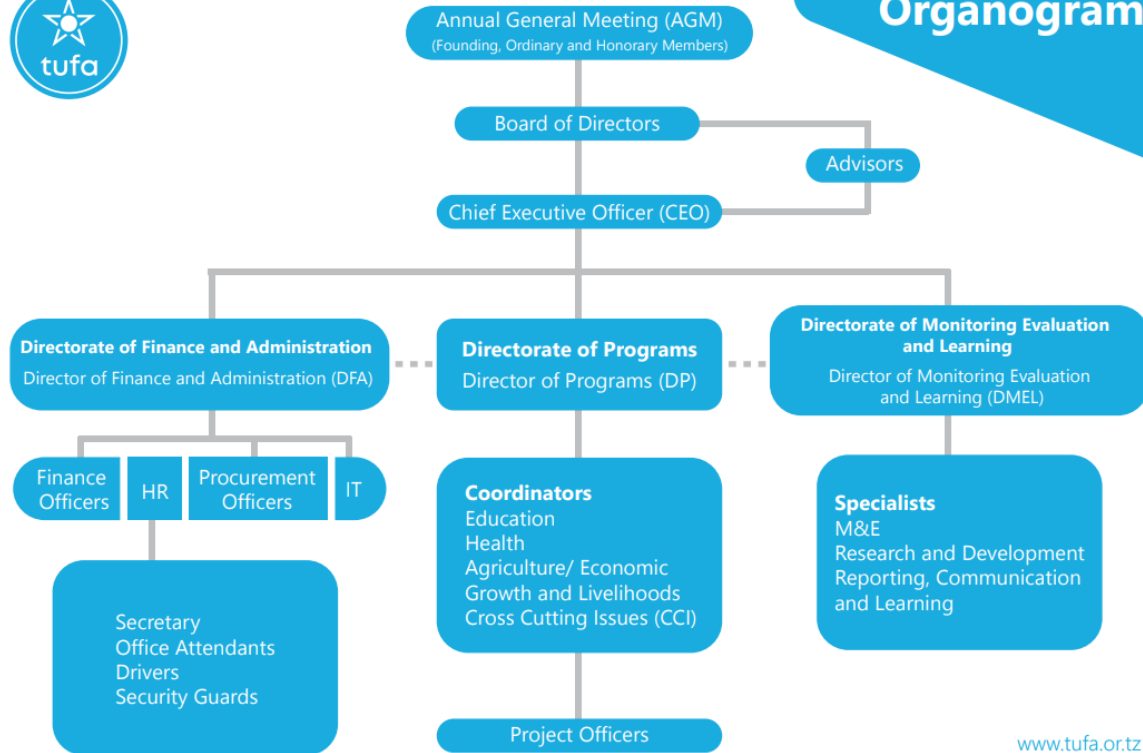 tufa
Organogram
Annual General Meeting (AGM)
(Founding, Ordinary and Honorary Members)
Board of Directors
Advisors
Chief Executive Officer (CEO)
Directorate of Finance and Administration
Director of Finance and Administration (DFA)
Directorate of Programs
Director of Programs (DP)
Directorate of Monitoring Evaluation
and Learning
Director of Monitoring Evaluation
and Learning (DMEL)
Finance
Officers
HR
Procurement
Officers
IT
Secretary
Office Attendants
Drivers
Security Guards
Coordinators
Education
Health
Agriculture/ Economic
Growth and Livelihoods
Cross Cutting Issues (CCI)
Specialists
M&E
Research and Development
Reporting, Communication
and Learning
Project Officers
www.tufa.or.tz